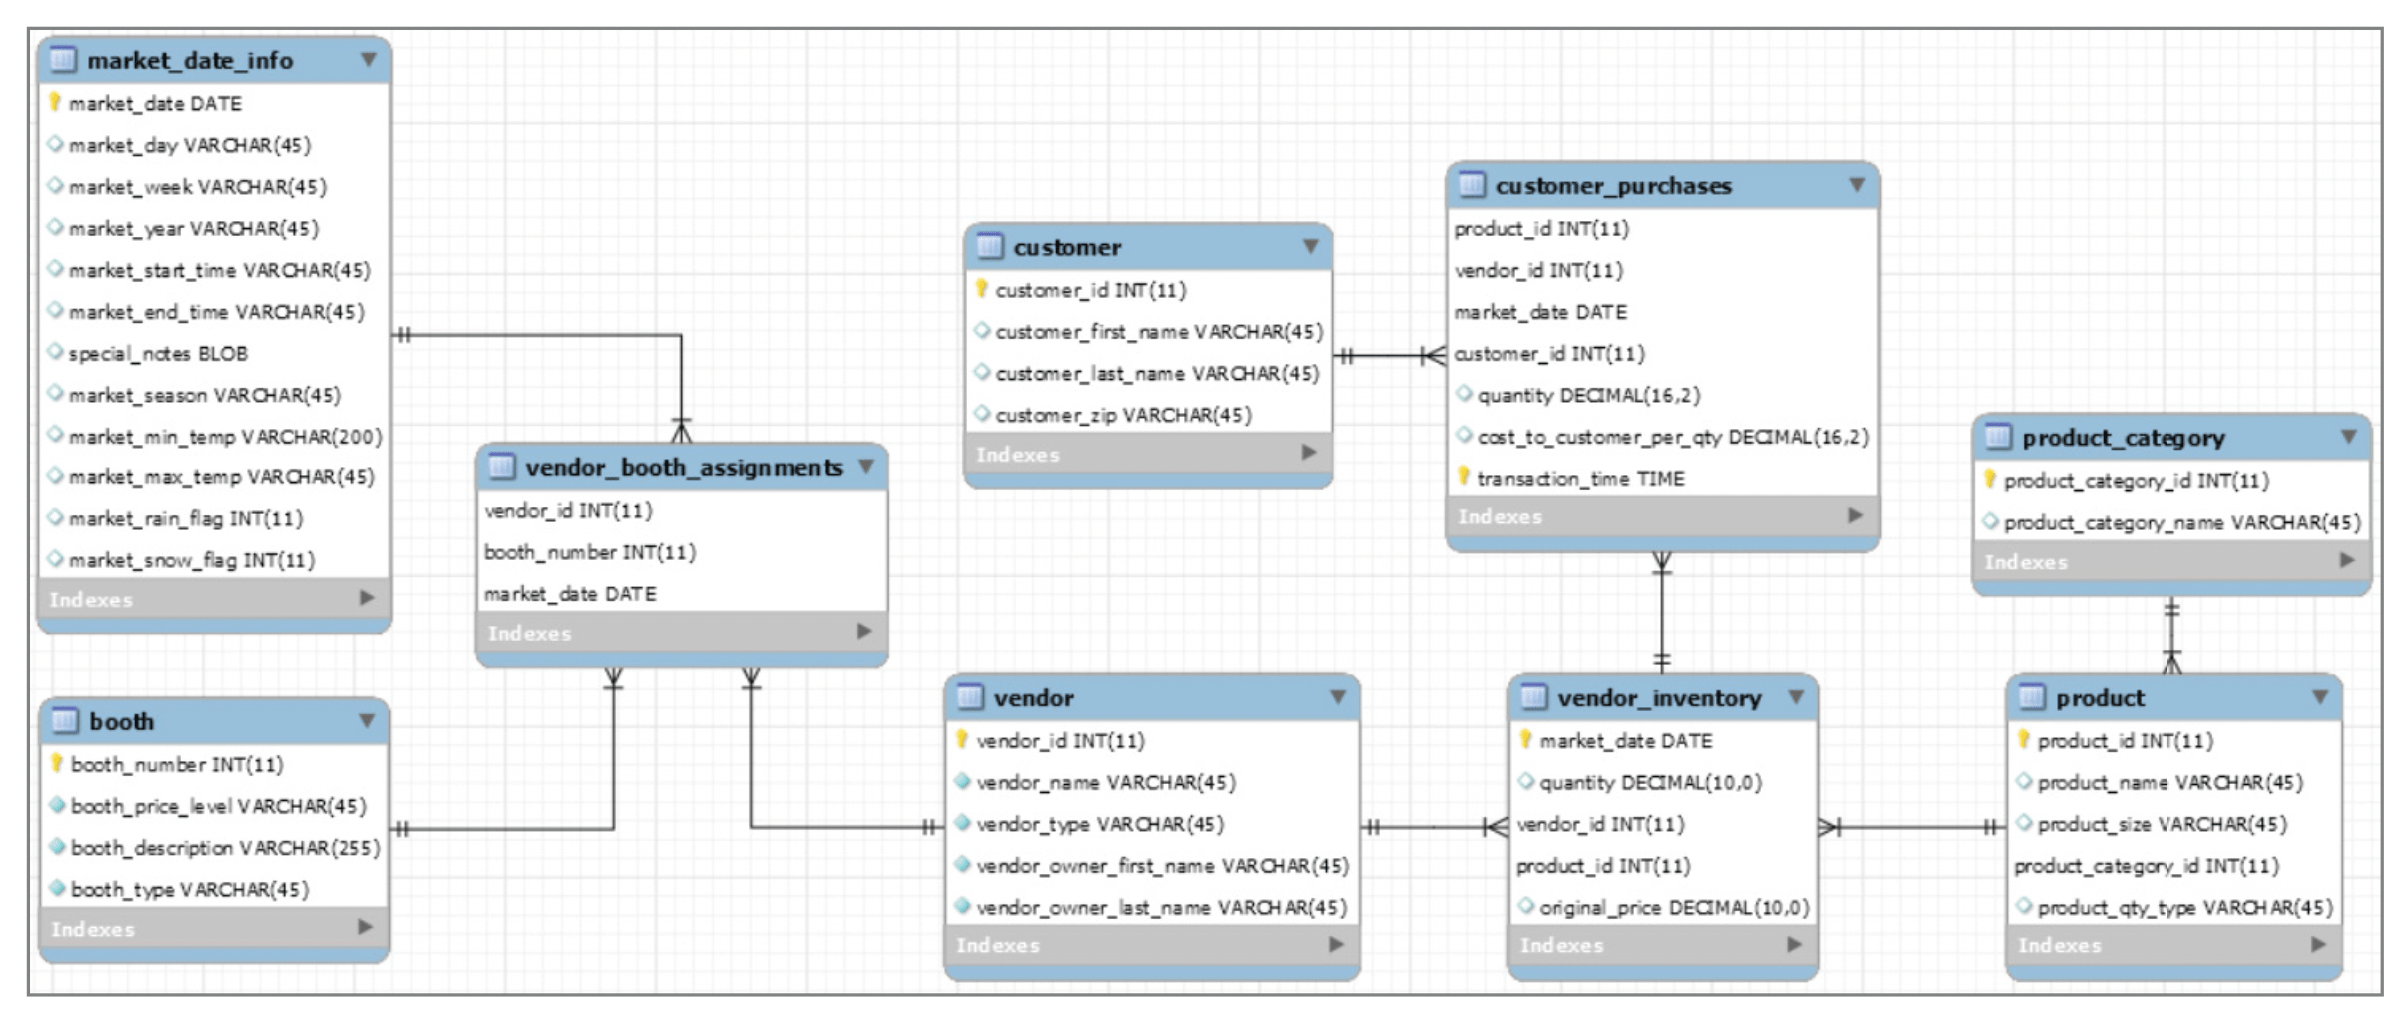 market_date_info
market_date DATE
market_day VARCHAR(45)
market_week VARCHAR(45)
market_year VARCHAR(45)
market_start_time VARCHAR(45)
market_end_time VARCHAR(45)
special_notes BLOB
market_season VARCHAR(45)
market_min_temp VARCHAR(200)
market_max_temp VARCHAR(45)
market_rain_flag INT(11)
market_snow_flag INT(11)
Indexes
booth
booth_number INT(11)
booth_price_level VARCHAR(45)
booth_description VARCHAR(255)
booth_type VARCHAR(45)
Indexes
vendor_booth_assignments
vendor_id INT(11)
booth_number INT(11)
market_date DATE
Indexes
customer
customer_id INT(11)
customer_first_name VARCHAR(45)
customer_last_name VARCHAR(45)
customer_zip VARCHAR(45)
Indexes
vendor
vendor_id INT(11)
vendor_name VARCHAR(45)
vendor_type VARCHAR(45)
vendor_owner_first_name VARCHAR(45)
vendor_owner_last_name VARCHAR(45)
Indexes
customer_purchases
product_id INT(11)
vendor_id INT(11)
market_date DATE
customer_id INT(11)
quantity DECIMAL(16,2)
cost_to_customer_per_qty DECIMAL(16,2)
transaction_time TIME
Indexes
vendor_inventory
market_date DATE
quantity DECIMAL(10,0)
vendor_id INT(11)
product_id INT(11)
original_price DECIMAL(10,0)
Indexes
product_category
product_category_id INT(11)
product_category_name VARCHAR(45)
Indexes
product
product_id INT(11)
product_name VARCHAR(45)
product_size VARCHAR(45)
product_category_id INT(11)
product_qty_type VARCHAR(45)
Indexes